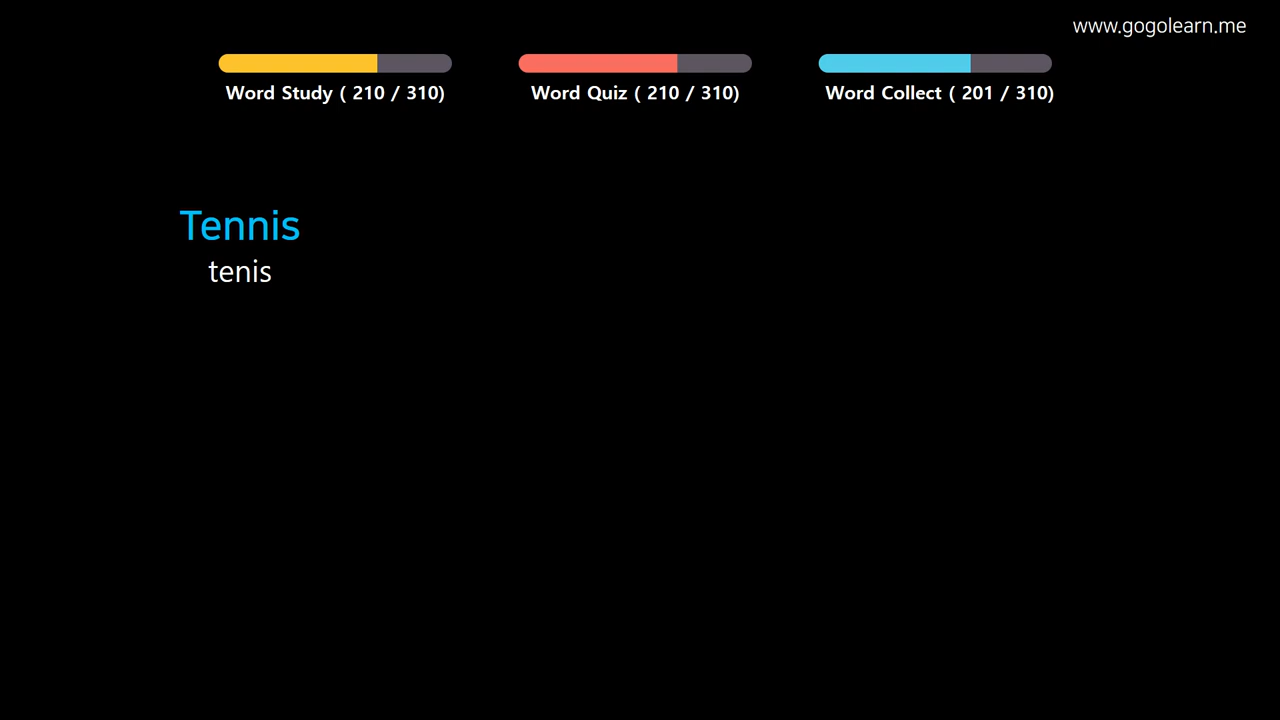 www.gogolearn.me
Word Study ( 210 / 310)
Word Quiz ( 210 / 310)
Word Collect ( 201 / 310)
Tennis
tenis